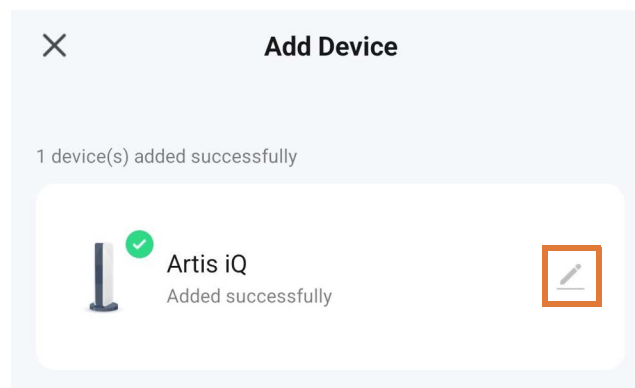 Add Device
1 device(s) added successfully
Artis iQ
Added successfully